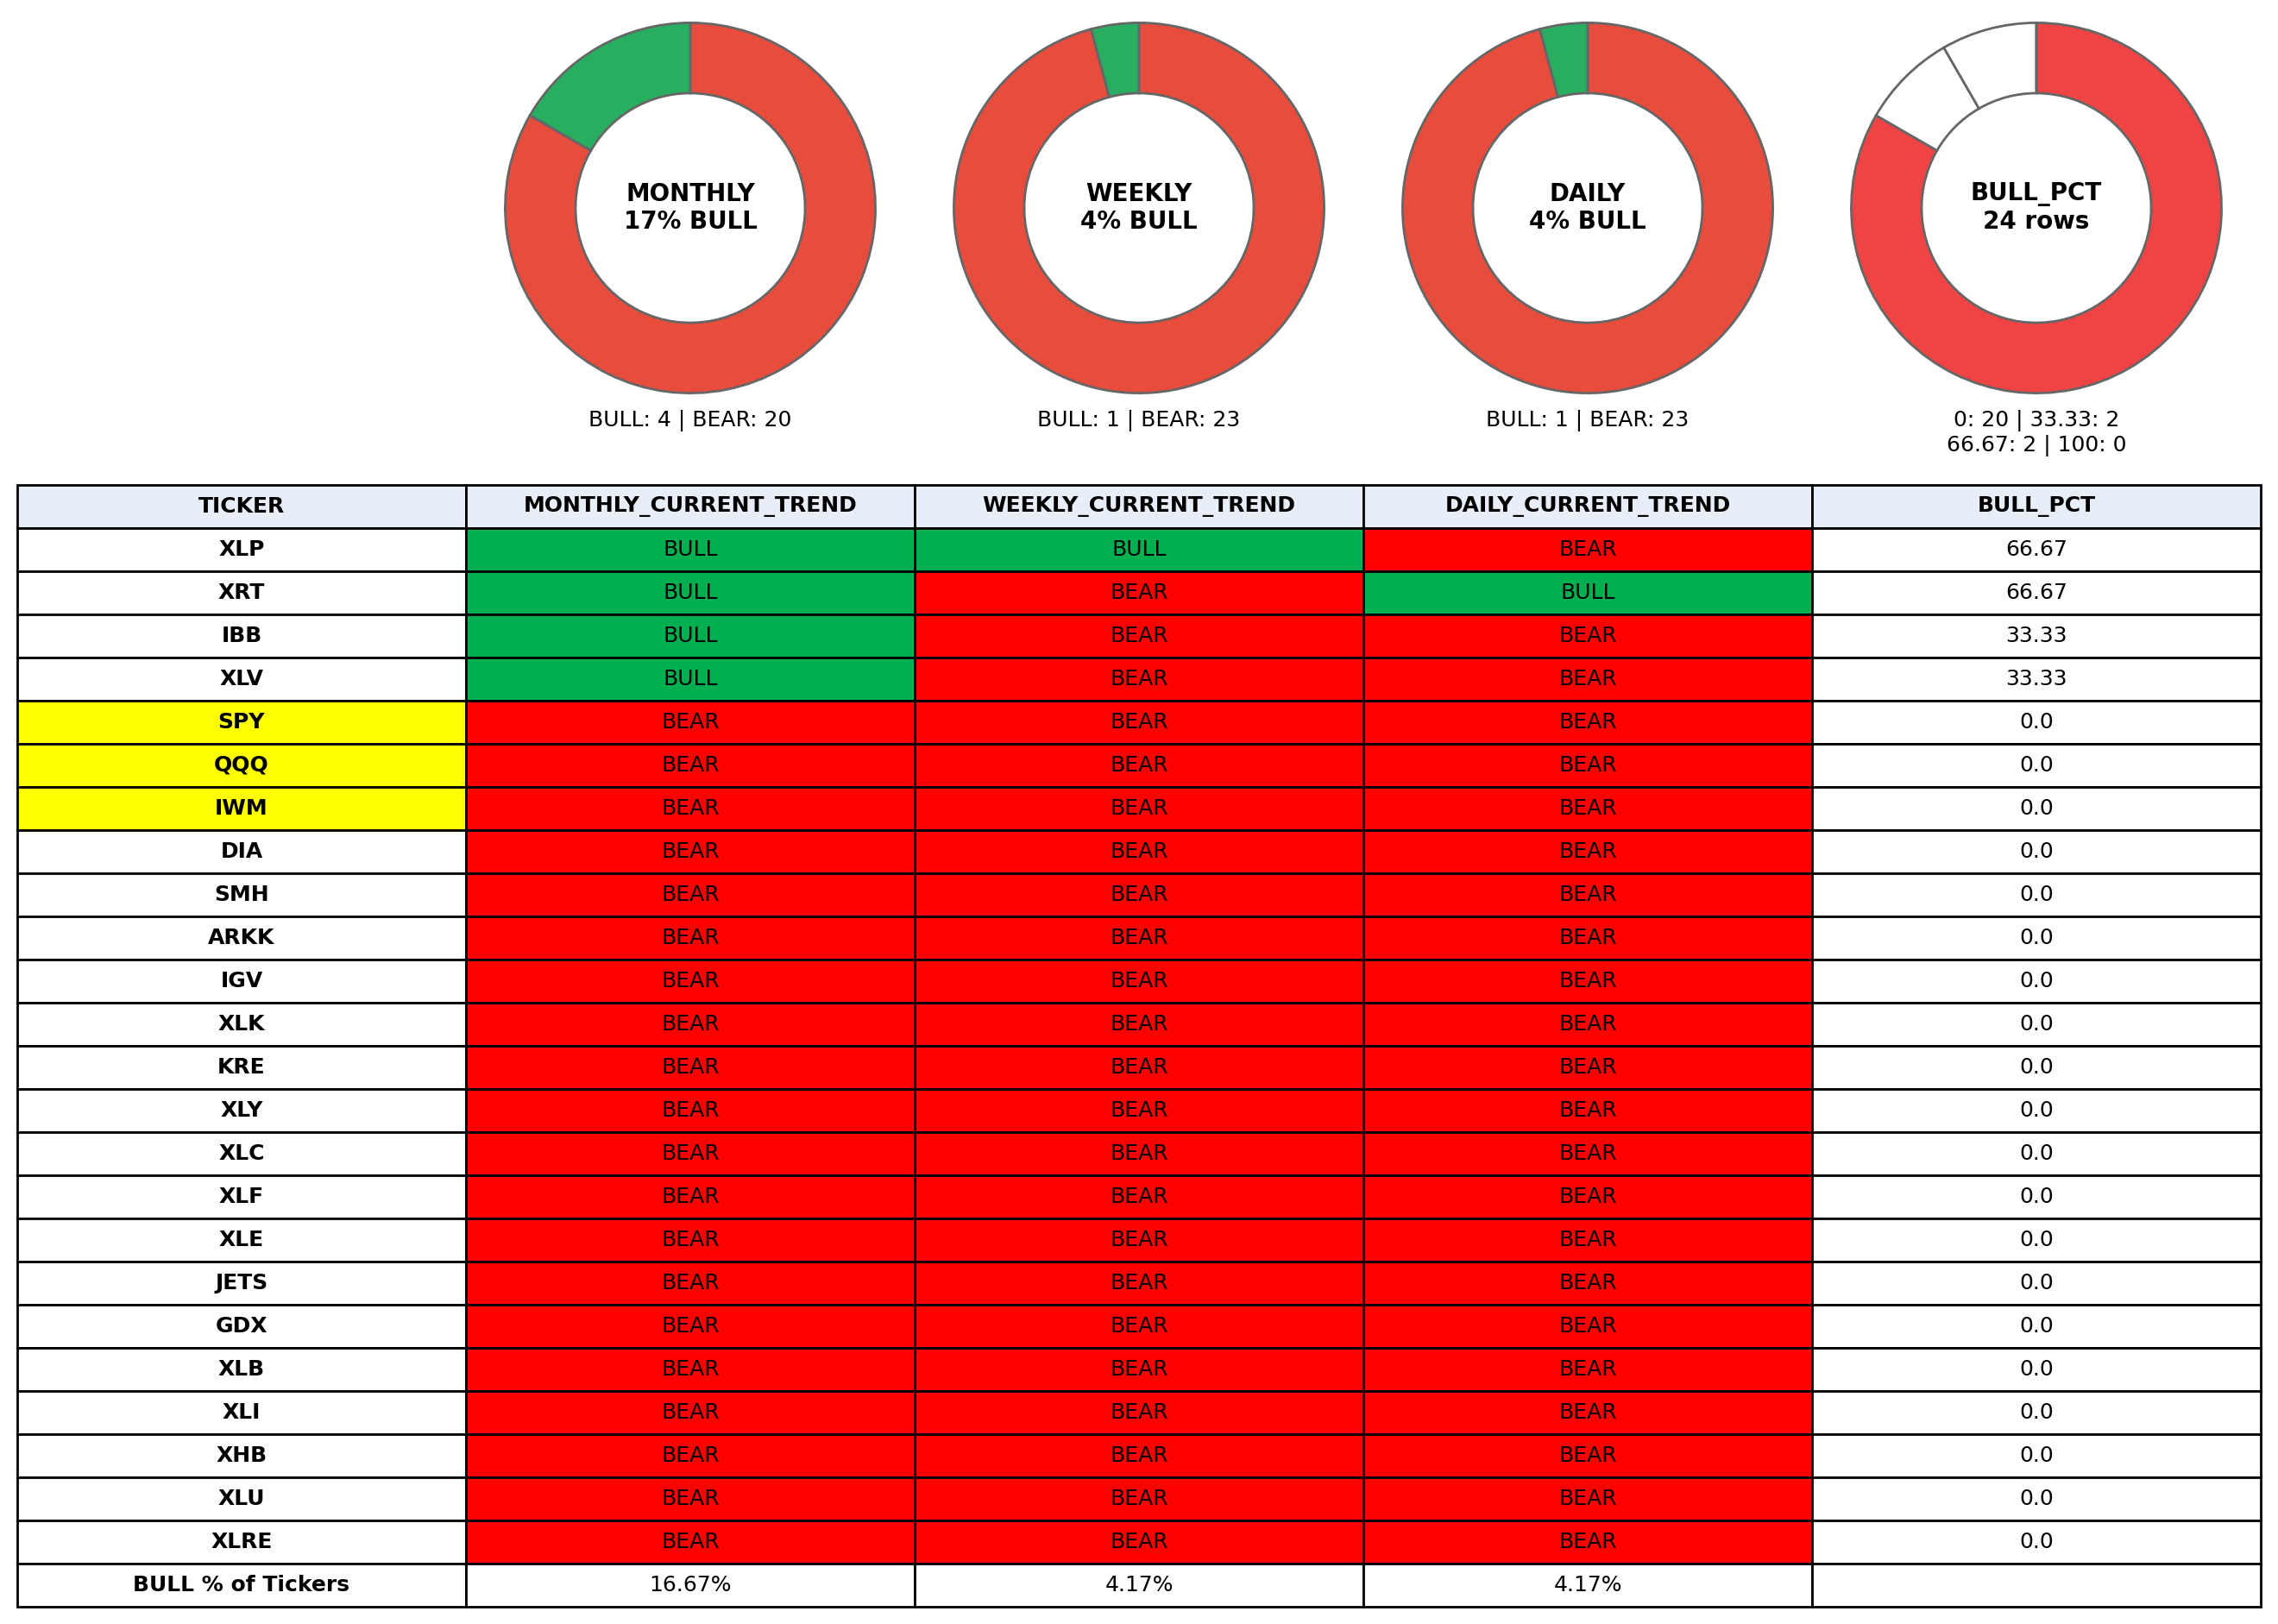 MONTHLY
17% BULL
WEEKLY
4% BULL
DAILY
4% BULL
BULL_PCT
24 rows
BULL: 4 | BEAR: 20
BULL: 1 | BEAR: 23
BULL: 1 | BEAR: 23
0: 20 | 33.33: 2
66.67: 2 | 100: 0
TICKER MONTHLY_CURRENT_TREND WEEKLY_CURRENT_TREND DAILY_CURRENT_TREND BULL_PCT
XLP BULL BULL BEAR 66.67
XRT BULL BEAR BULL 66.67
IBB BULL BEAR BEAR 33.33
XLV BULL BEAR BEAR 33.33
SPY BEAR BEAR BEAR 0.0
QQQ BEAR BEAR BEAR 0.0
IWM BEAR BEAR BEAR 0.0
DIA BEAR BEAR BEAR 0.0
SMH BEAR BEAR BEAR 0.0
ARKK BEAR BEAR BEAR 0.0
IGV BEAR BEAR BEAR 0.0
XLK BEAR BEAR BEAR 0.0
KRE BEAR BEAR BEAR 0.0
XLY BEAR BEAR BEAR 0.0
XLC BEAR BEAR BEAR 0.0
XLF BEAR BEAR BEAR 0.0
XLE BEAR BEAR BEAR 0.0
JETS BEAR BEAR BEAR 0.0
GDX BEAR BEAR BEAR 0.0
XLB BEAR BEAR BEAR 0.0
XLI BEAR BEAR BEAR 0.0
XHB BEAR BEAR BEAR 0.0
XLU BEAR BEAR BEAR 0.0
XLRE BEAR BEAR BEAR 0.0
BULL % of Tickers 16.67% 4.17% 4.17%